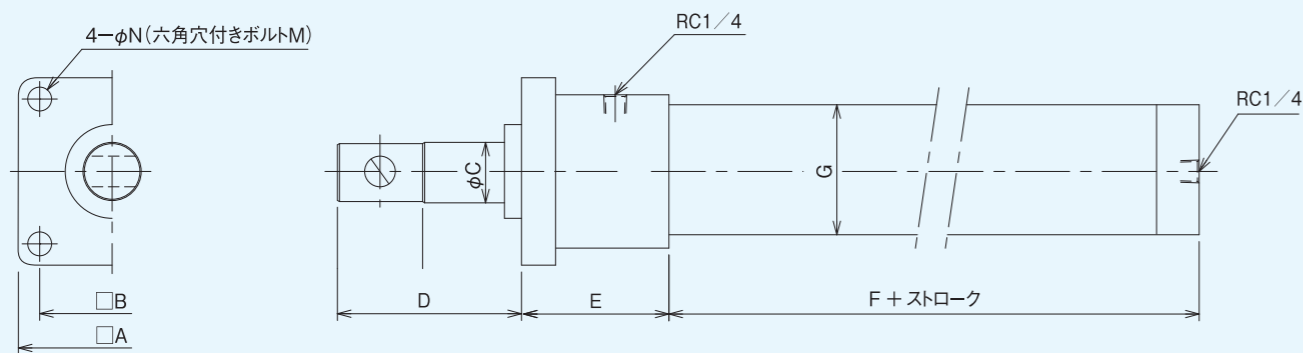 4−φN(六角穴付きボルトM)
RC1／4
RC1／4
φC
G
□B
□A
D
E
F + ストローク